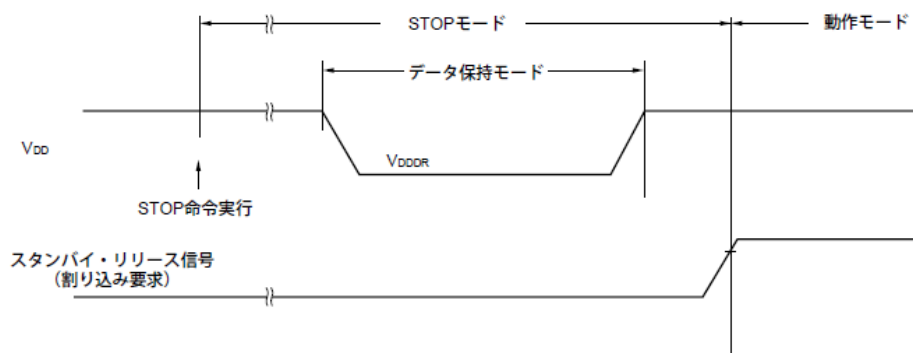 STOPモード
動作モード
データ保持モード
VDD
VDDDR
STOP命令実行
スタンバイ・リリース信号
(割り込み要求)